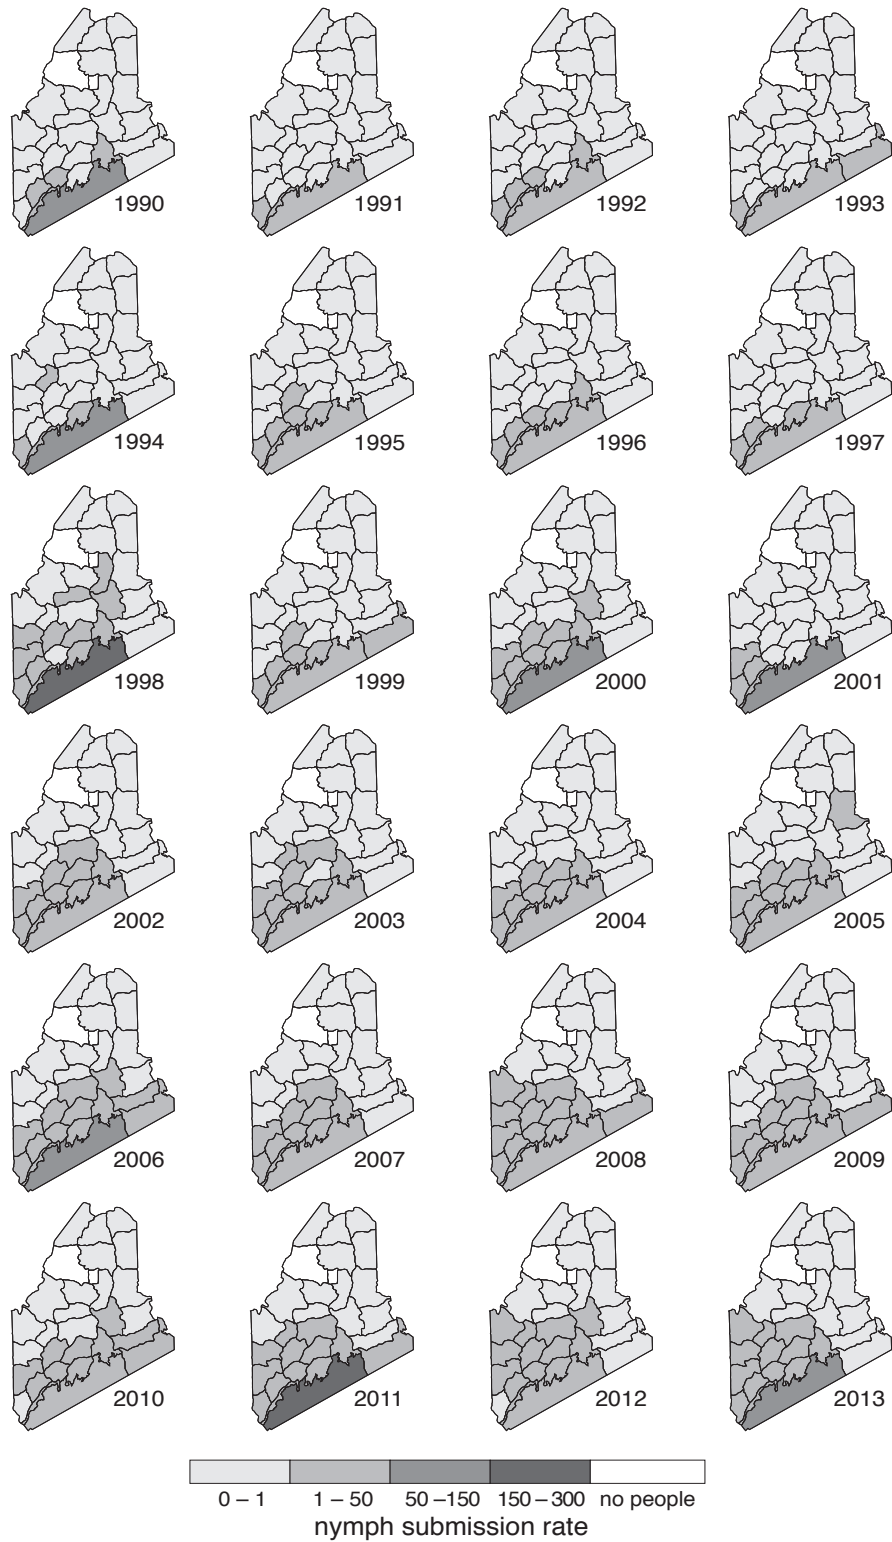 1990 1991 1992 1993
1994 1995 1996 1997
1998 1999 2000 2001
2002 2003 2004 2005
2006 2007 2008 2009
2010 2011 2012 2013
0 – 1 1 – 50 50 –150 150 – 300 no people
nymph submission rate